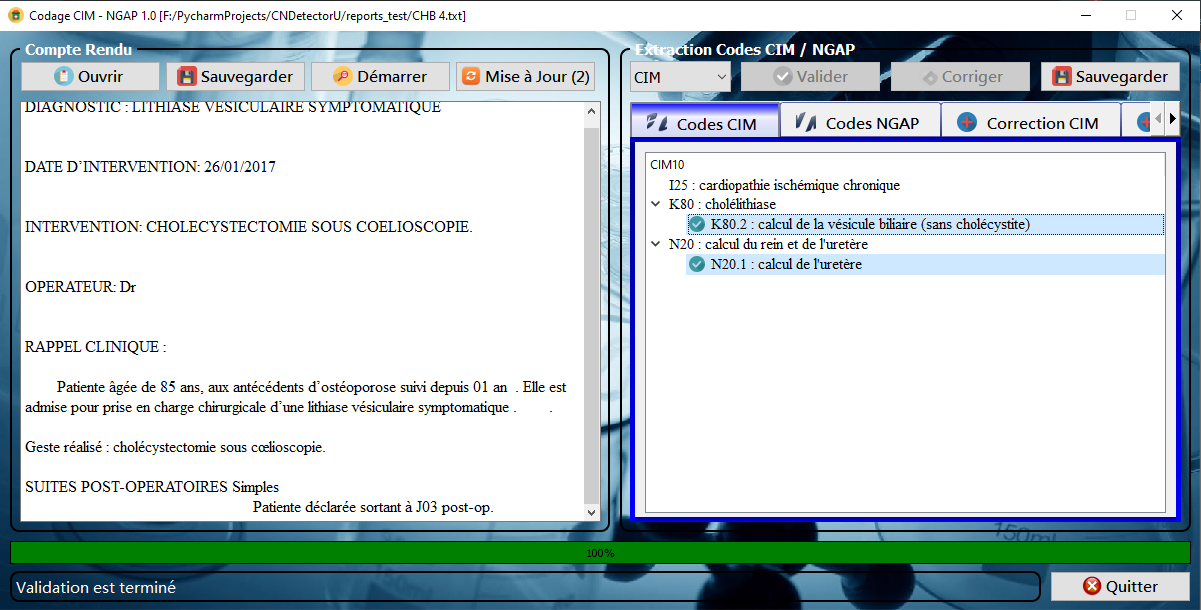 Codage CIM - NGAP 1.0 [F:/PycharmProjects/CNDetectorU/reports_test/CHB 4.txt]
Compte Rendu
Ouvrir
Sauvegarder
Démarrer
Mise à Jour (2)
DIAGNOSTIC : LITHIASE VESICULAIRE SYMPTOMATIQUE
DATE D’INTERVENTION: 26/01/2017
INTERVENTION: CHOLECYSTECTOMIE SOUS COELIOSCOPIE.
OPERATEUR: Dr
RAPPEL CLINIQUE :
Patiente âgée de 85 ans, aux antécédents d’ostéoporose suivi depuis 01 an . Elle est
admise pour prise en charge chirurgicale d’une lithiase vésiculaire symptomatique . .
Geste réalisé : cholécystectomie sous cœlioscopie.
SUITES POST-OPERATOIRES Simples
Patiente déclarée sortant à J03 post-op.
Extraction Codes CIM / NGAP
CIM
Valider
Corriger
Sauvegarder
Codes CIM
Codes NGAP
Correction CIM
CIM10
I25 : cardiopathie ischémique chronique
K80 : cholélithiase
K80.2 : calcul de la vésicule biliaire (sans cholécystite)
N20 : calcul du rein et de l'uretère
N20.1 : calcul de l'uretère
150ml
100%
Validation est terminé
Quitter